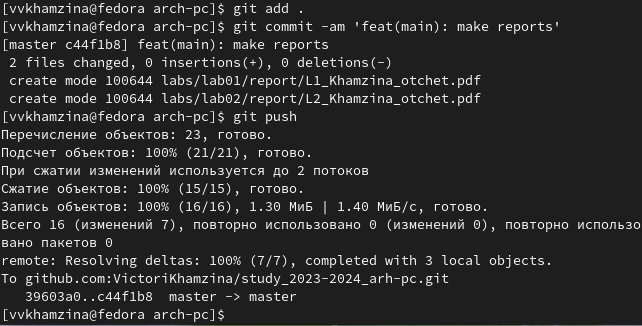 [vvkhamzina@fedora arch-pc]$ git add .
[vvkhamzina@fedora arch-pc]$ git commit -am 'feat(main): make reports'
[master c44f1b8] feat(main): make reports
 2 files changed, 0 insertions(+), 0 deletions(-)
 create mode 100644 labs/lab01/report/L1_Khamzina_otchet.pdf
 create mode 100644 labs/lab02/report/L2_Khamzina_otchet.pdf
[vvkhamzina@fedora arch-pc]$ git push
Перечисление объектов: 23, готово.
Подсчет объектов: 100% (21/21), готово.
При сжатии изменений используется до 2 потоков
Сжатие объектов: 100% (15/15), готово.
Запись объектов: 100% (16/16), 1.30 МиБ | 1.40 МиБ/с, готово.
Всего 16 (изменений 7), повторно использовано 0 (изменений 0), повторно использо
вано пакетов 0
remote: Resolving deltas: 100% (7/7), completed with 3 local objects.
To github.com:VictoriKhamzina/study_2023-2024_arh-pc.git
   39603a0..c44f1b8  master -> master
[vvkhamzina@fedora arch-pc]$